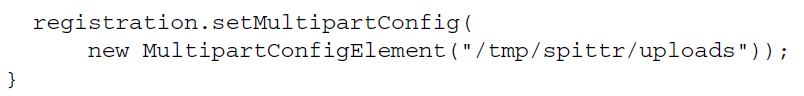 registration.setMultipartConfig(
new MultipartConfigElement("/tmp/spittr/uploads"));
}